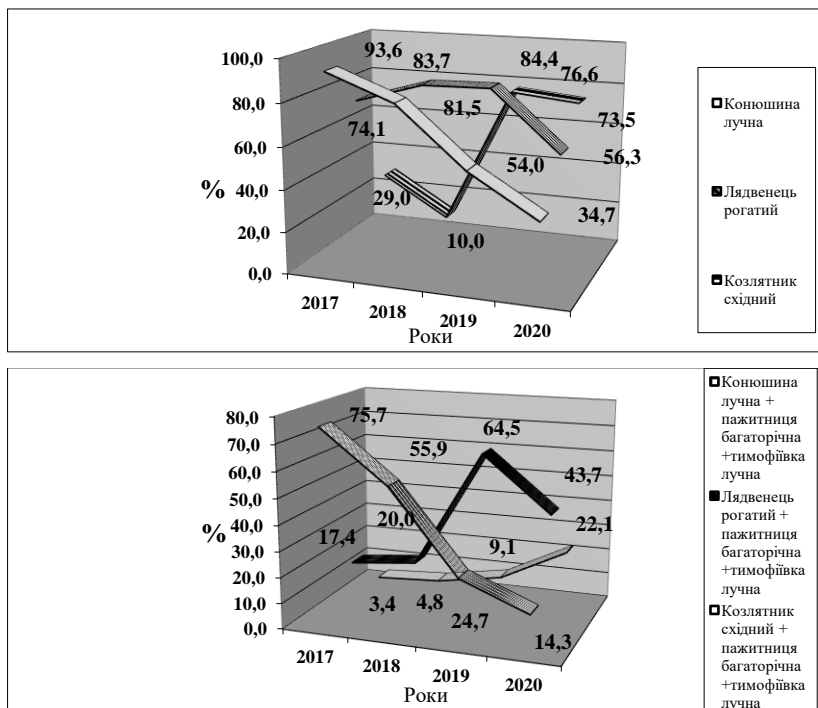 100,0
80,0
60,0
40,0
20,0
0,0
%
93,6
83,7
84,4
76,6
74,1
81,5
73,5
54,0
56,3
29,0
10,0
34,7
2017
2018
2019
2020
Роки
Конюшина
лучна
Лядвенець
рогатий
Козлятник
східний
80,0
70,0
60,0
50,0
40,0
30,0
20,0
10,0
0,0
%
75,7
55,9
64,5
43,7
17,4
20,0
22,1
9,1
3,4
4,8
24,7
14,3
2017
2018
2019
2020
Роки
Конюшина
лучна +
пажитниця
багаторічна
+тимофіївка
лучна
Лядвенець
рогатий +
пажитниця
багаторічна
+тимофіївка
лучна
Козлятник
східний +
пажитниця
багаторічна
+тимофіївка
лучна